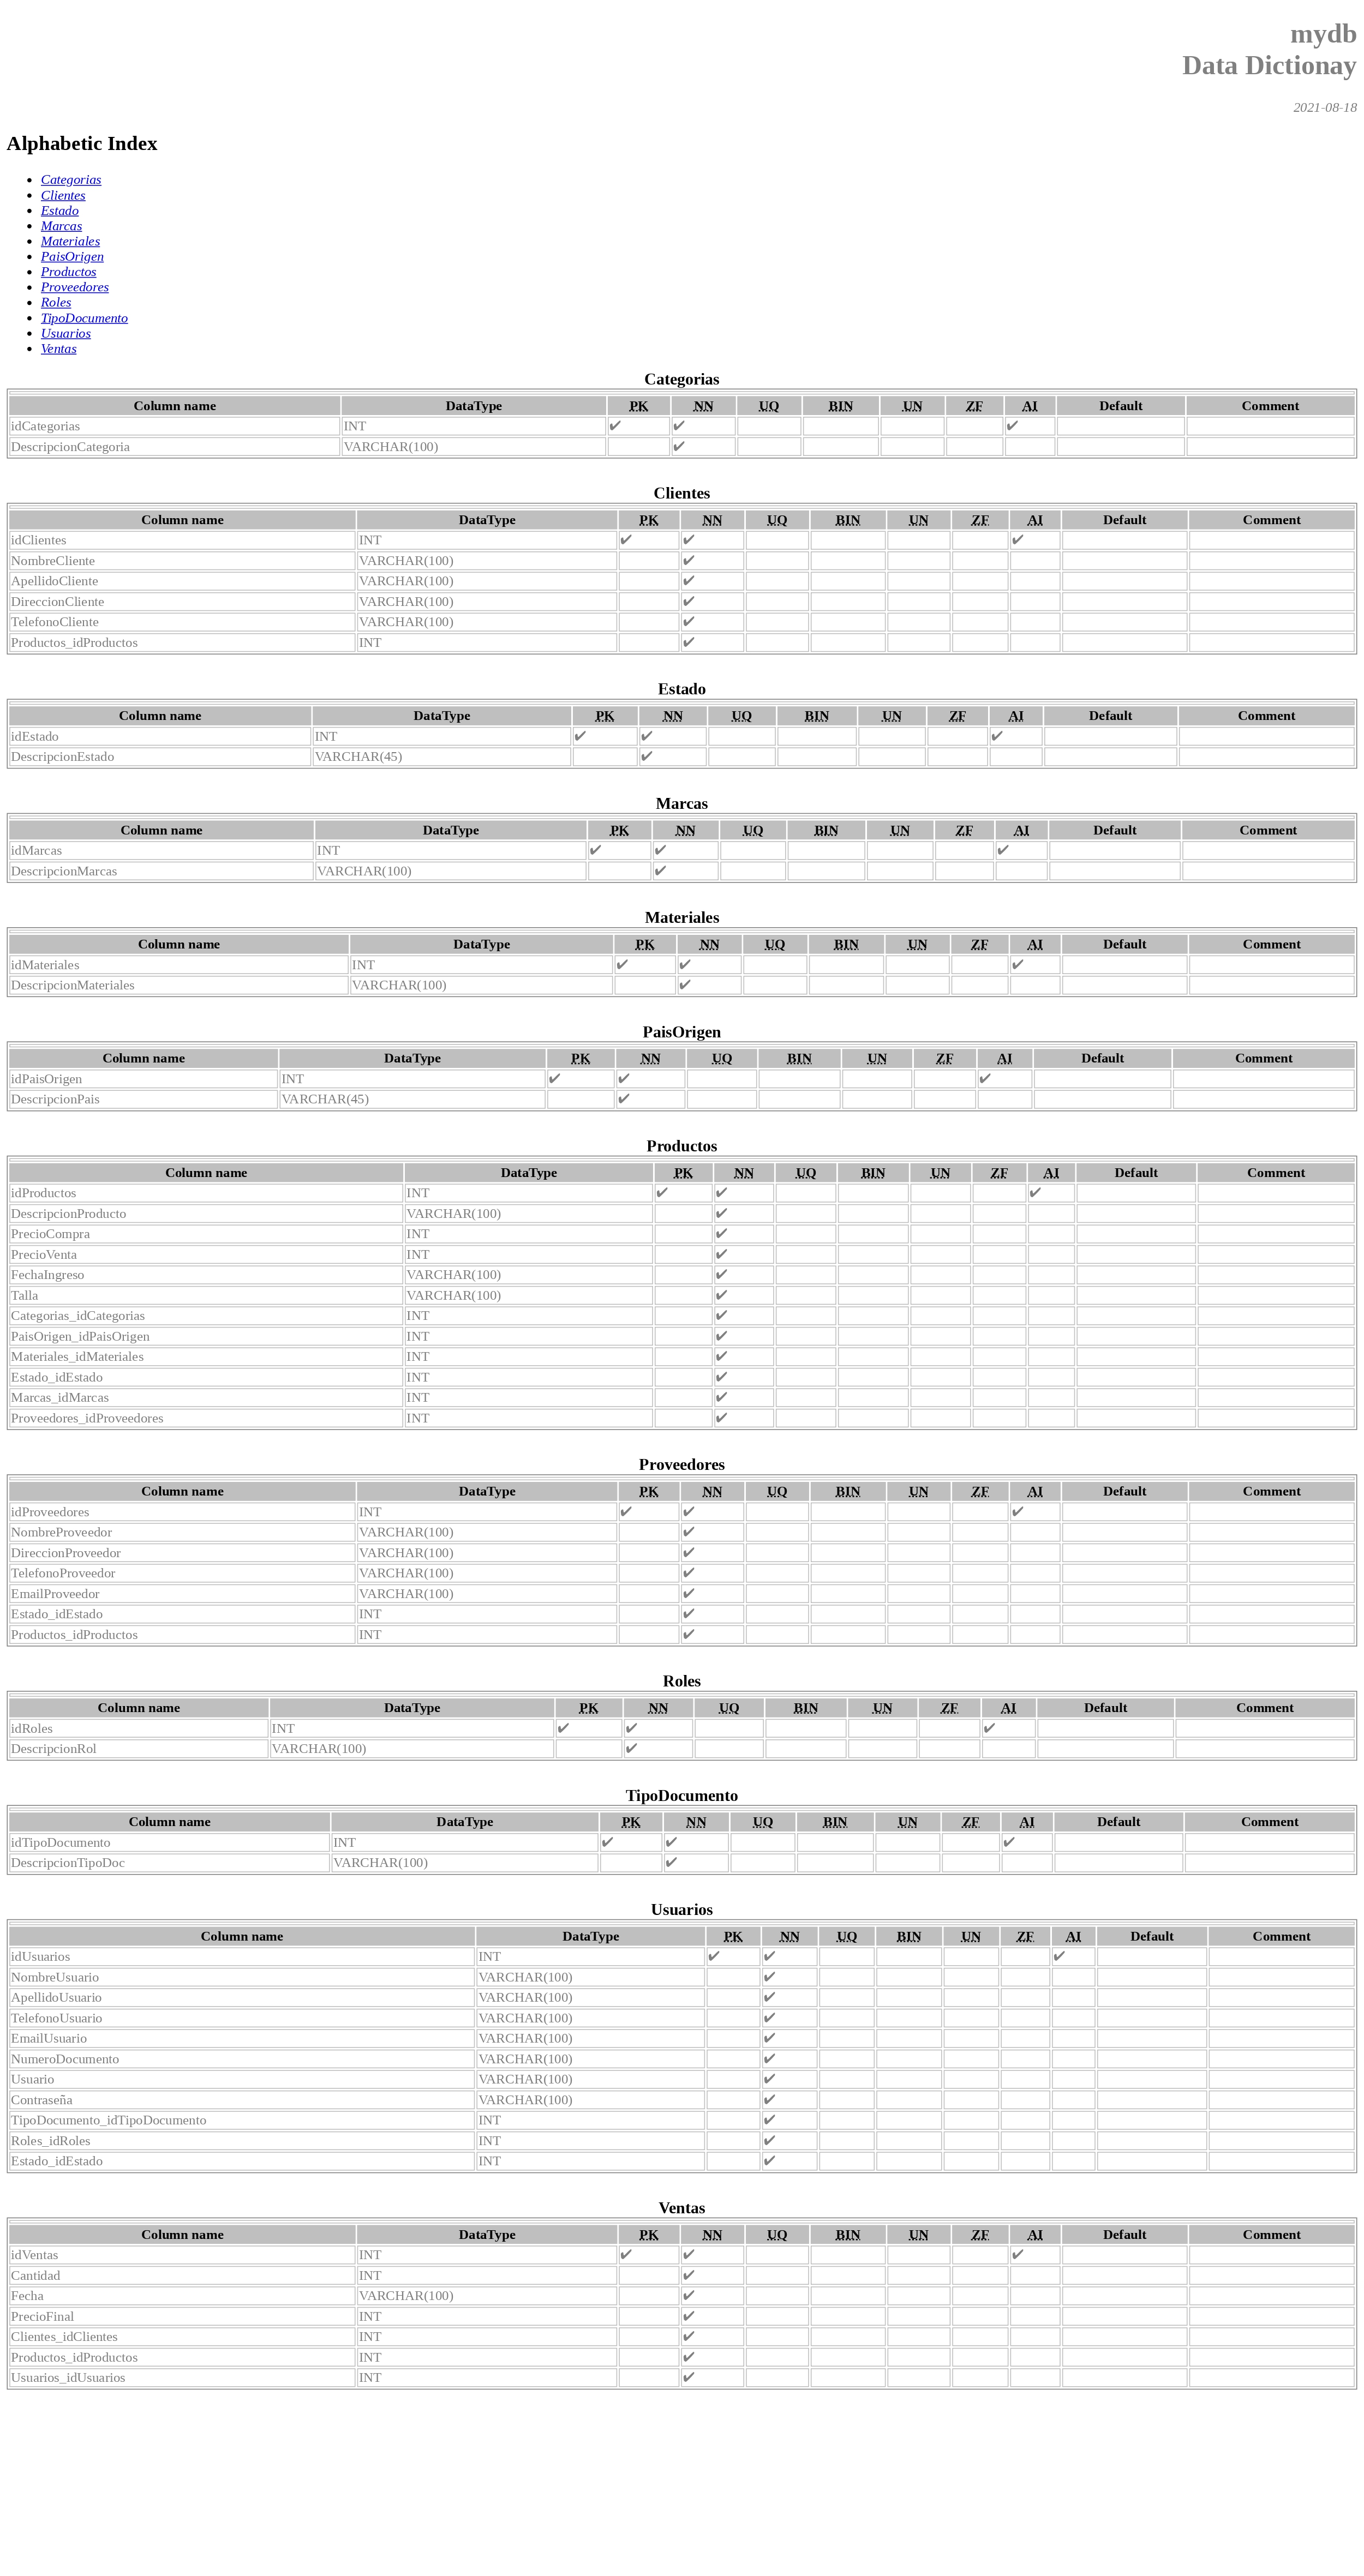 mydb
Data Dictionay
2021-08-18
Alphabetic Index
Categorias
Clientes
Estado
Marcas
Materiales
PaisOrigen
Productos
Proveedores
Roles
TipoDocumento
Usuarios
Ventas
Categorias
Column name DataType PK NN UQ BIN UN ZF AI Default Comment
idCategorias INT ✔ ✔ ✔
DescripcionCategoria VARCHAR(100) ✔
Clientes
Column name DataType PK NN UQ BIN UN ZF AI Default Comment
idClientes INT ✔ ✔ ✔
NombreCliente VARCHAR(100) ✔
ApellidoCliente VARCHAR(100) ✔
DireccionCliente VARCHAR(100) ✔
TelefonoCliente VARCHAR(100) ✔
Productos_idProductos INT ✔
Estado
Column name DataType PK NN UQ BIN UN ZF AI Default Comment
idEstado INT ✔ ✔ ✔
DescripcionEstado VARCHAR(45) ✔
Marcas
Column name DataType PK NN UQ BIN UN ZF AI Default Comment
idMarcas INT ✔ ✔ ✔
DescripcionMarcas VARCHAR(100) ✔
Materiales
Column name DataType PK NN UQ BIN UN ZF AI Default Comment
idMateriales INT ✔ ✔ ✔
DescripcionMateriales VARCHAR(100) ✔
PaisOrigen
Column name DataType PK NN UQ BIN UN ZF AI Default Comment
idPaisOrigen INT ✔ ✔ ✔
DescripcionPais VARCHAR(45) ✔
Productos
Column name DataType PK NN UQ BIN UN ZF AI Default Comment
idProductos INT ✔ ✔ ✔
DescripcionProducto VARCHAR(100) ✔
PrecioCompra INT ✔
PrecioVenta INT ✔
FechaIngreso VARCHAR(100) ✔
Talla VARCHAR(100) ✔
Categorias_idCategorias INT ✔
PaisOrigen_idPaisOrigen INT ✔
Materiales_idMateriales INT ✔
Estado_idEstado INT ✔
Marcas_idMarcas INT ✔
Proveedores_idProveedores INT ✔
Proveedores
Column name DataType PK NN UQ BIN UN ZF AI Default Comment
idProveedores INT ✔ ✔ ✔
NombreProveedor VARCHAR(100) ✔
DireccionProveedor VARCHAR(100) ✔
TelefonoProveedor VARCHAR(100) ✔
EmailProveedor VARCHAR(100) ✔
Estado_idEstado INT ✔
Productos_idProductos INT ✔
Roles
Column name DataType PK NN UQ BIN UN ZF AI Default Comment
idRoles INT ✔ ✔ ✔
DescripcionRol VARCHAR(100) ✔
TipoDocumento
Column name DataType PK NN UQ BIN UN ZF AI Default Comment
idTipoDocumento INT ✔ ✔ ✔
DescripcionTipoDoc VARCHAR(100) ✔
Usuarios
Column name DataType PK NN UQ BIN UN ZF AI Default Comment
idUsuarios INT ✔ ✔ ✔
NombreUsuario VARCHAR(100) ✔
ApellidoUsuario VARCHAR(100) ✔
TelefonoUsuario VARCHAR(100) ✔
EmailUsuario VARCHAR(100) ✔
NumeroDocumento VARCHAR(100) ✔
Usuario VARCHAR(100) ✔
Contraseña VARCHAR(100) ✔
TipoDocumento_idTipoDocumento INT ✔
Roles_idRoles INT ✔
Estado_idEstado INT ✔
Ventas
Column name DataType PK NN UQ BIN UN ZF AI Default Comment
idVentas INT ✔ ✔ ✔
Cantidad INT ✔
Fecha VARCHAR(100) ✔
PrecioFinal INT ✔
Clientes_idClientes INT ✔
Productos_idProductos INT ✔
Usuarios_idUsuarios INT ✔